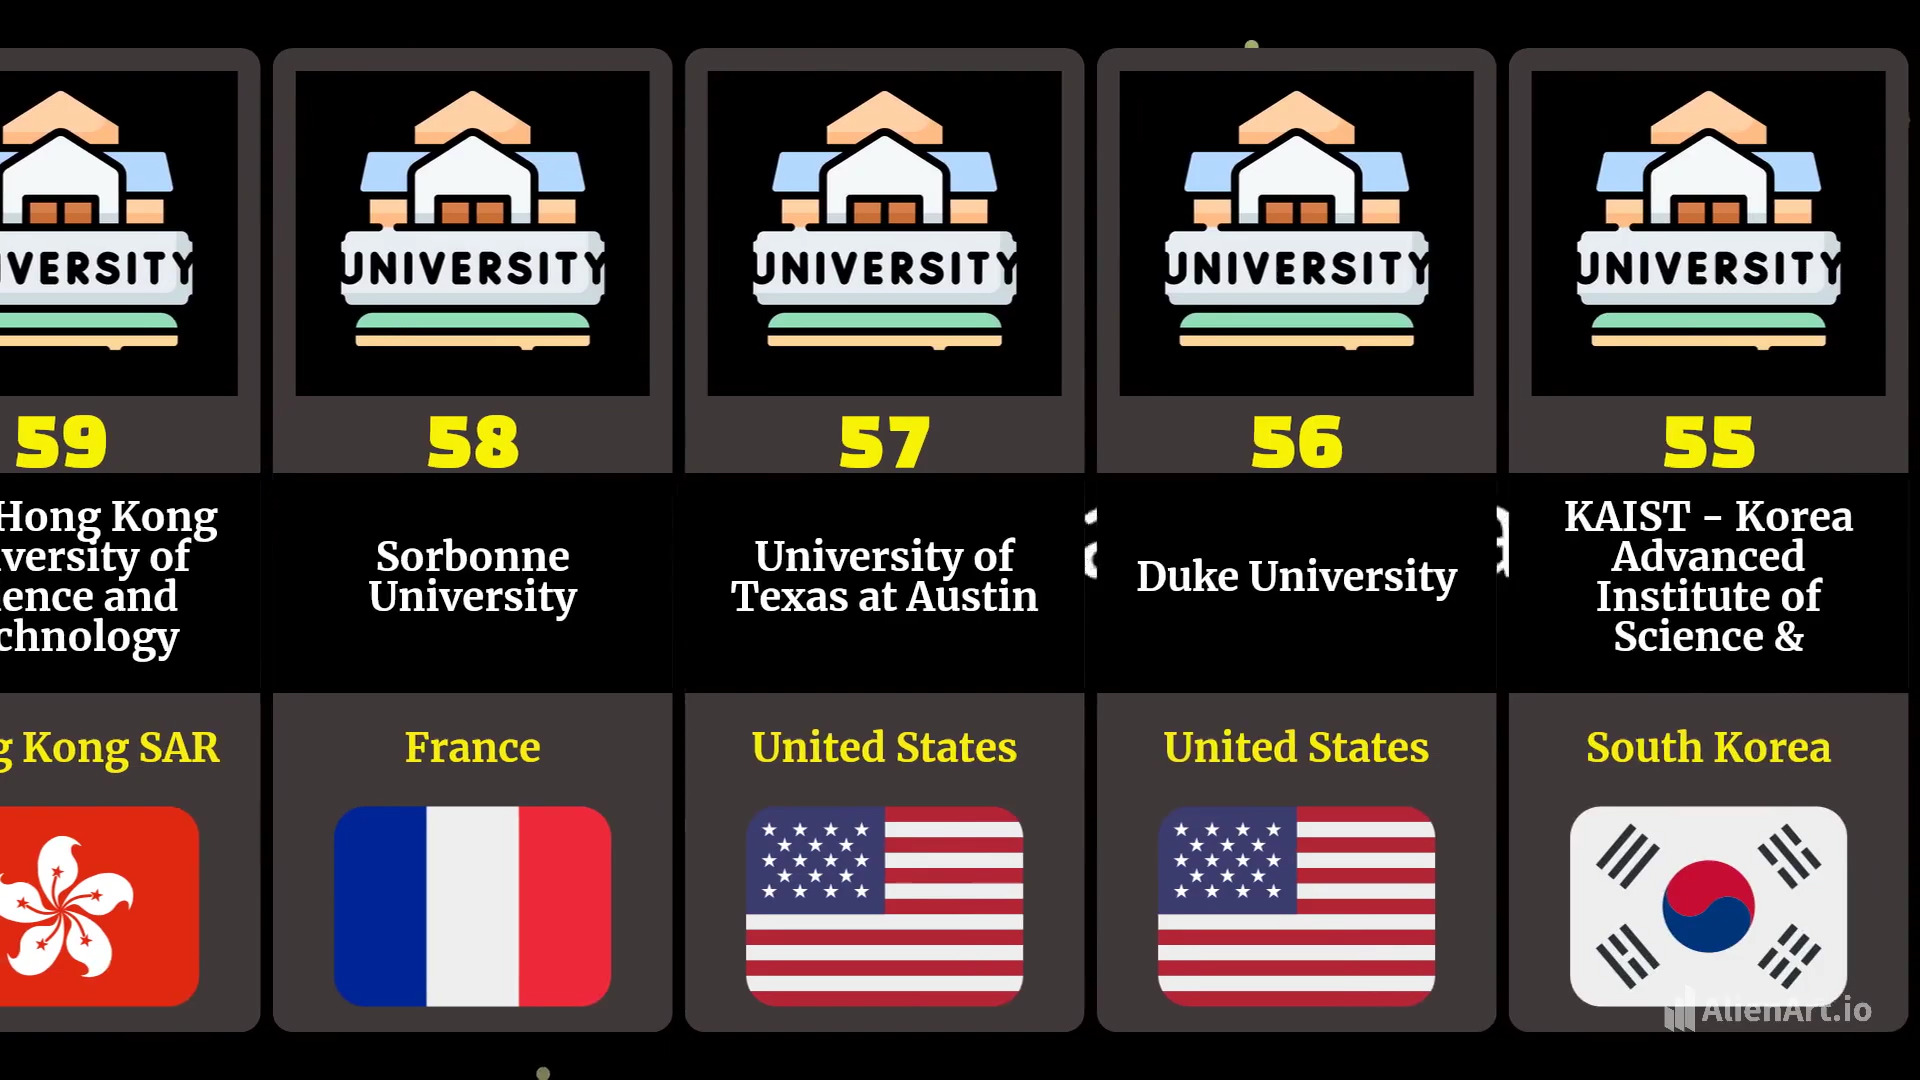 VERSITY
UNIVERSITY
UNIVERSITY
UNIVERSITY
UNIVERSITY
59
58
57
56
55
Hong Kong
versity of
ence and
chnology
Sorbonne
University
University of
Texas at Austin
Duke University
KAIST - Korea
Advanced
Institute of
Science &
g Kong SAR
France
United States
United States
South Korea
AlienArt.io